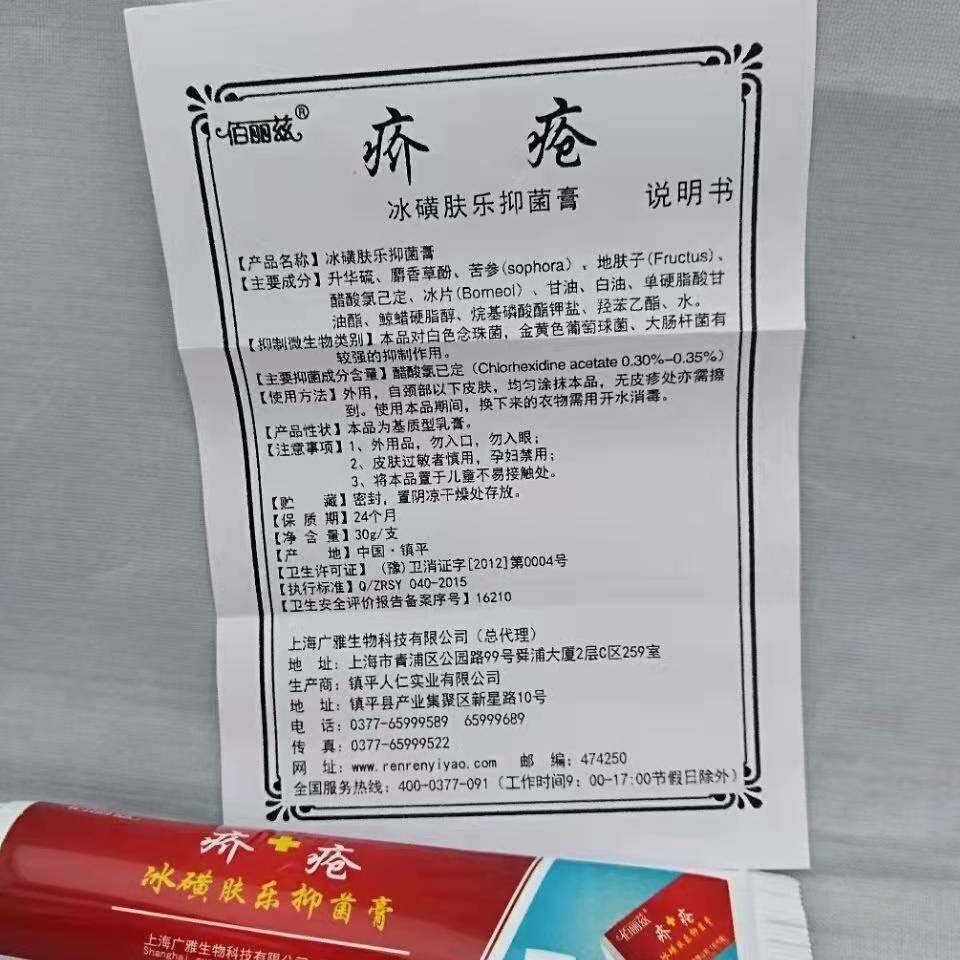 佰丽兹®
疥 疮
冰磺肤乐抑菌膏 说明书
【产品名称】冰磺肤乐抑菌膏
【主要成分】升华硫、麝香草酚、苦参(sophora)、地肤子(Fructus)、
醋酸氯己定、冰片(Borneol)、甘油、白油、单硬脂酸甘
油酯、鲸蜡硬脂醇、烷基磷酸酯钾盐、羟苯乙酯、水。
【抑制微生物类别】本品对白色念珠菌，金黄色葡萄球菌、大肠杆菌有
较强的抑制作用。
【主要抑菌成分含量】醋酸氯已定（Chlorhexidine acetate 0.30%-0.35%）
【使用方法】外用，自颈部以下皮肤，均匀涂抹本品，无皮疹处亦需擦
到。使用本品期间，换下来的衣物需用开水消毒。
【产品性状】本品为基质型乳膏。
【注意事项】1、外用品，勿入口，勿入眼；
2、皮肤过敏者慎用，孕妇禁用；
3、将本品置于儿童不易接触处。
【贮 藏】密封，置阴凉干燥处存放。
【保 质 期】24个月
【净 含 量】30g/支
【产 地】中国·镇平
【卫生许可证】（豫)卫消证字[2012]第0004号
【执行标准】Q/ZRSY 040-2015
【卫生安全评价报告备案序号】16210
上海广雅生物科技有限公司（总代理）
地 址：上海市青浦区公园路99号舜浦大厦2层C区259室
生产商：镇平人仁实业有限公司
地 址：镇平县产业集聚区新星路10号
电 话：0377-65999589 65999689
传 真：0377-65999522
网 址：www.renrenyiyao.com 邮 编：474250
全国服务热线：400-0377-091（工作时间9：00-17:00节假日除外）
疥+疮
冰磺肤乐抑菌膏
上海广雅生物科技有限公
Shanghai
佰丽兹
疥+疮
冰磺肤乐抑菌膏